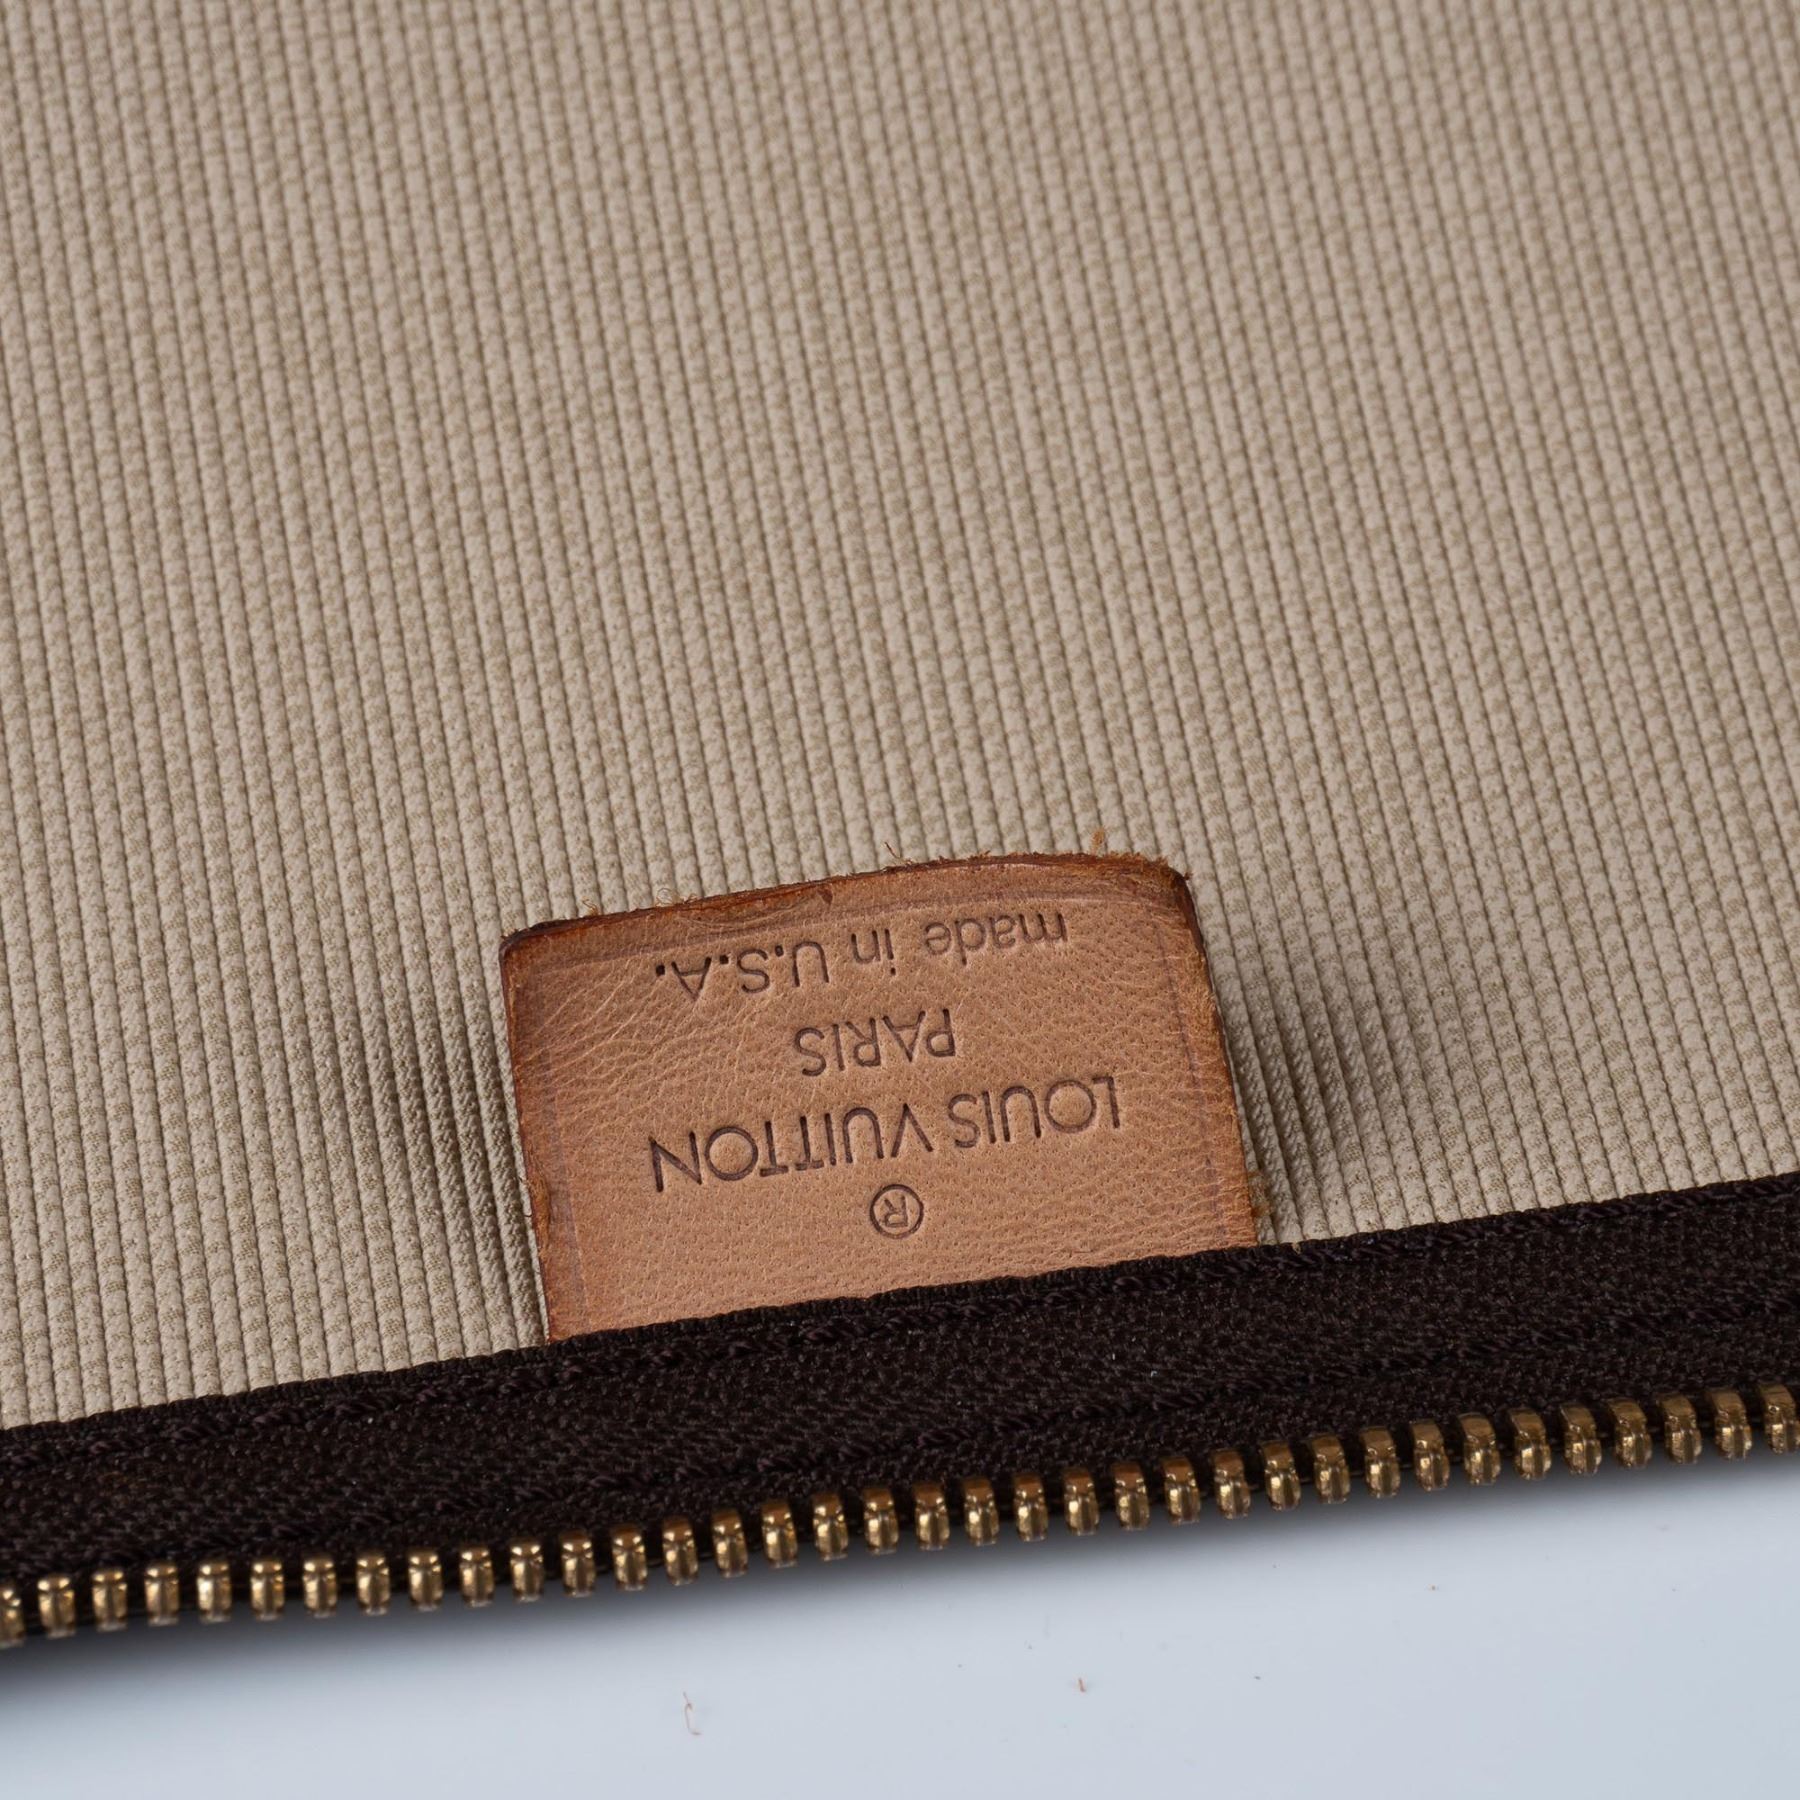 ®
LOUIS VUITTON
PARIS
made in U.S.A.